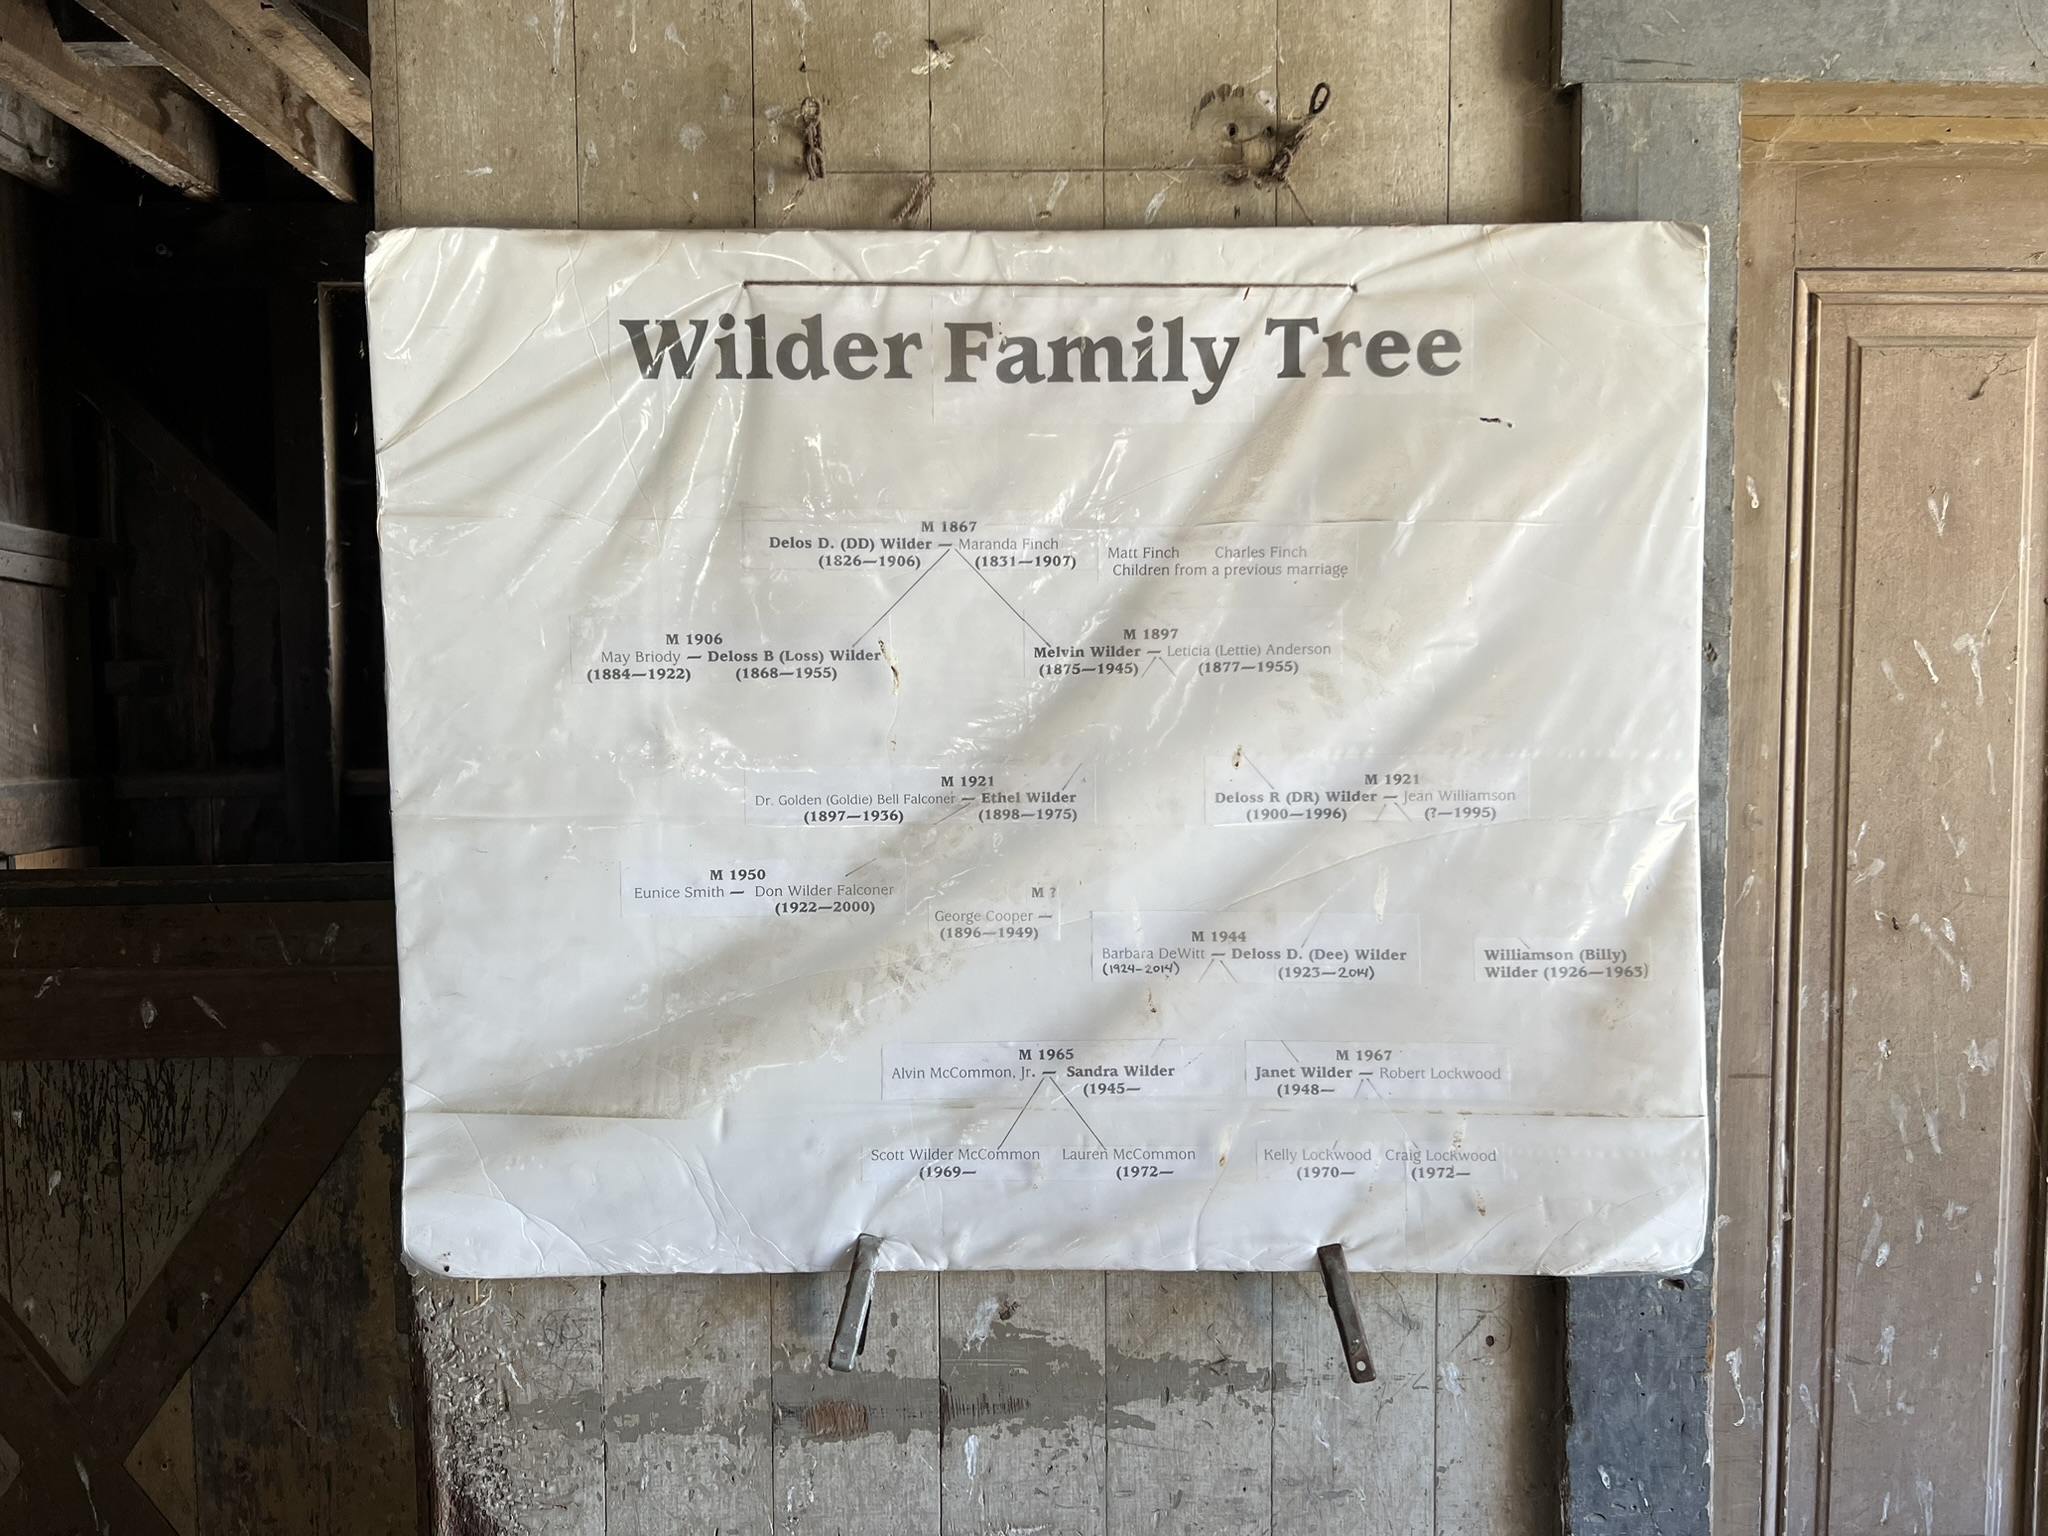 Wilder Family Tree
M 1867
Delos D. (DD) Wilder — Maranda Finch
(1826—1906) (1831—1907)
Matt Finch Charles Finch
Children from a previous marriage
M 1906
May Briody — Deloss B (Loss) Wilder
(1884—1922) (1868—1955)
M 1897
Melvin Wilder — Leticia (Lettie) Anderson
(1875—1945) (1877—1955)
M 1921
Dr. Golden (Goldie) Bell Falconer — Ethel Wilder
(1897—1936) (1898—1975)
M 1921
Deloss R (DR) Wilder — Jean Williamson
(1900—1996) (?—1995)
M 1950
Eunice Smith — Don Wilder Falconer
(1922—2000)
M ?
George Cooper —
(1896—1949)
M 1944
Barbara DeWitt — Deloss D. (Dee) Wilder
(1924-2014) (1923—2014)
Williamson (Billy)
Wilder (1926—1963)
M 1965
Alvin McCommon, Jr. — Sandra Wilder
(1945—
M 1967
Janet Wilder — Robert Lockwood
(1948—
Scott Wilder McCommon
(1969—
Lauren McCommon
(1972—
Kelly Lockwood
(1970—
Craig Lockwood
(1972—